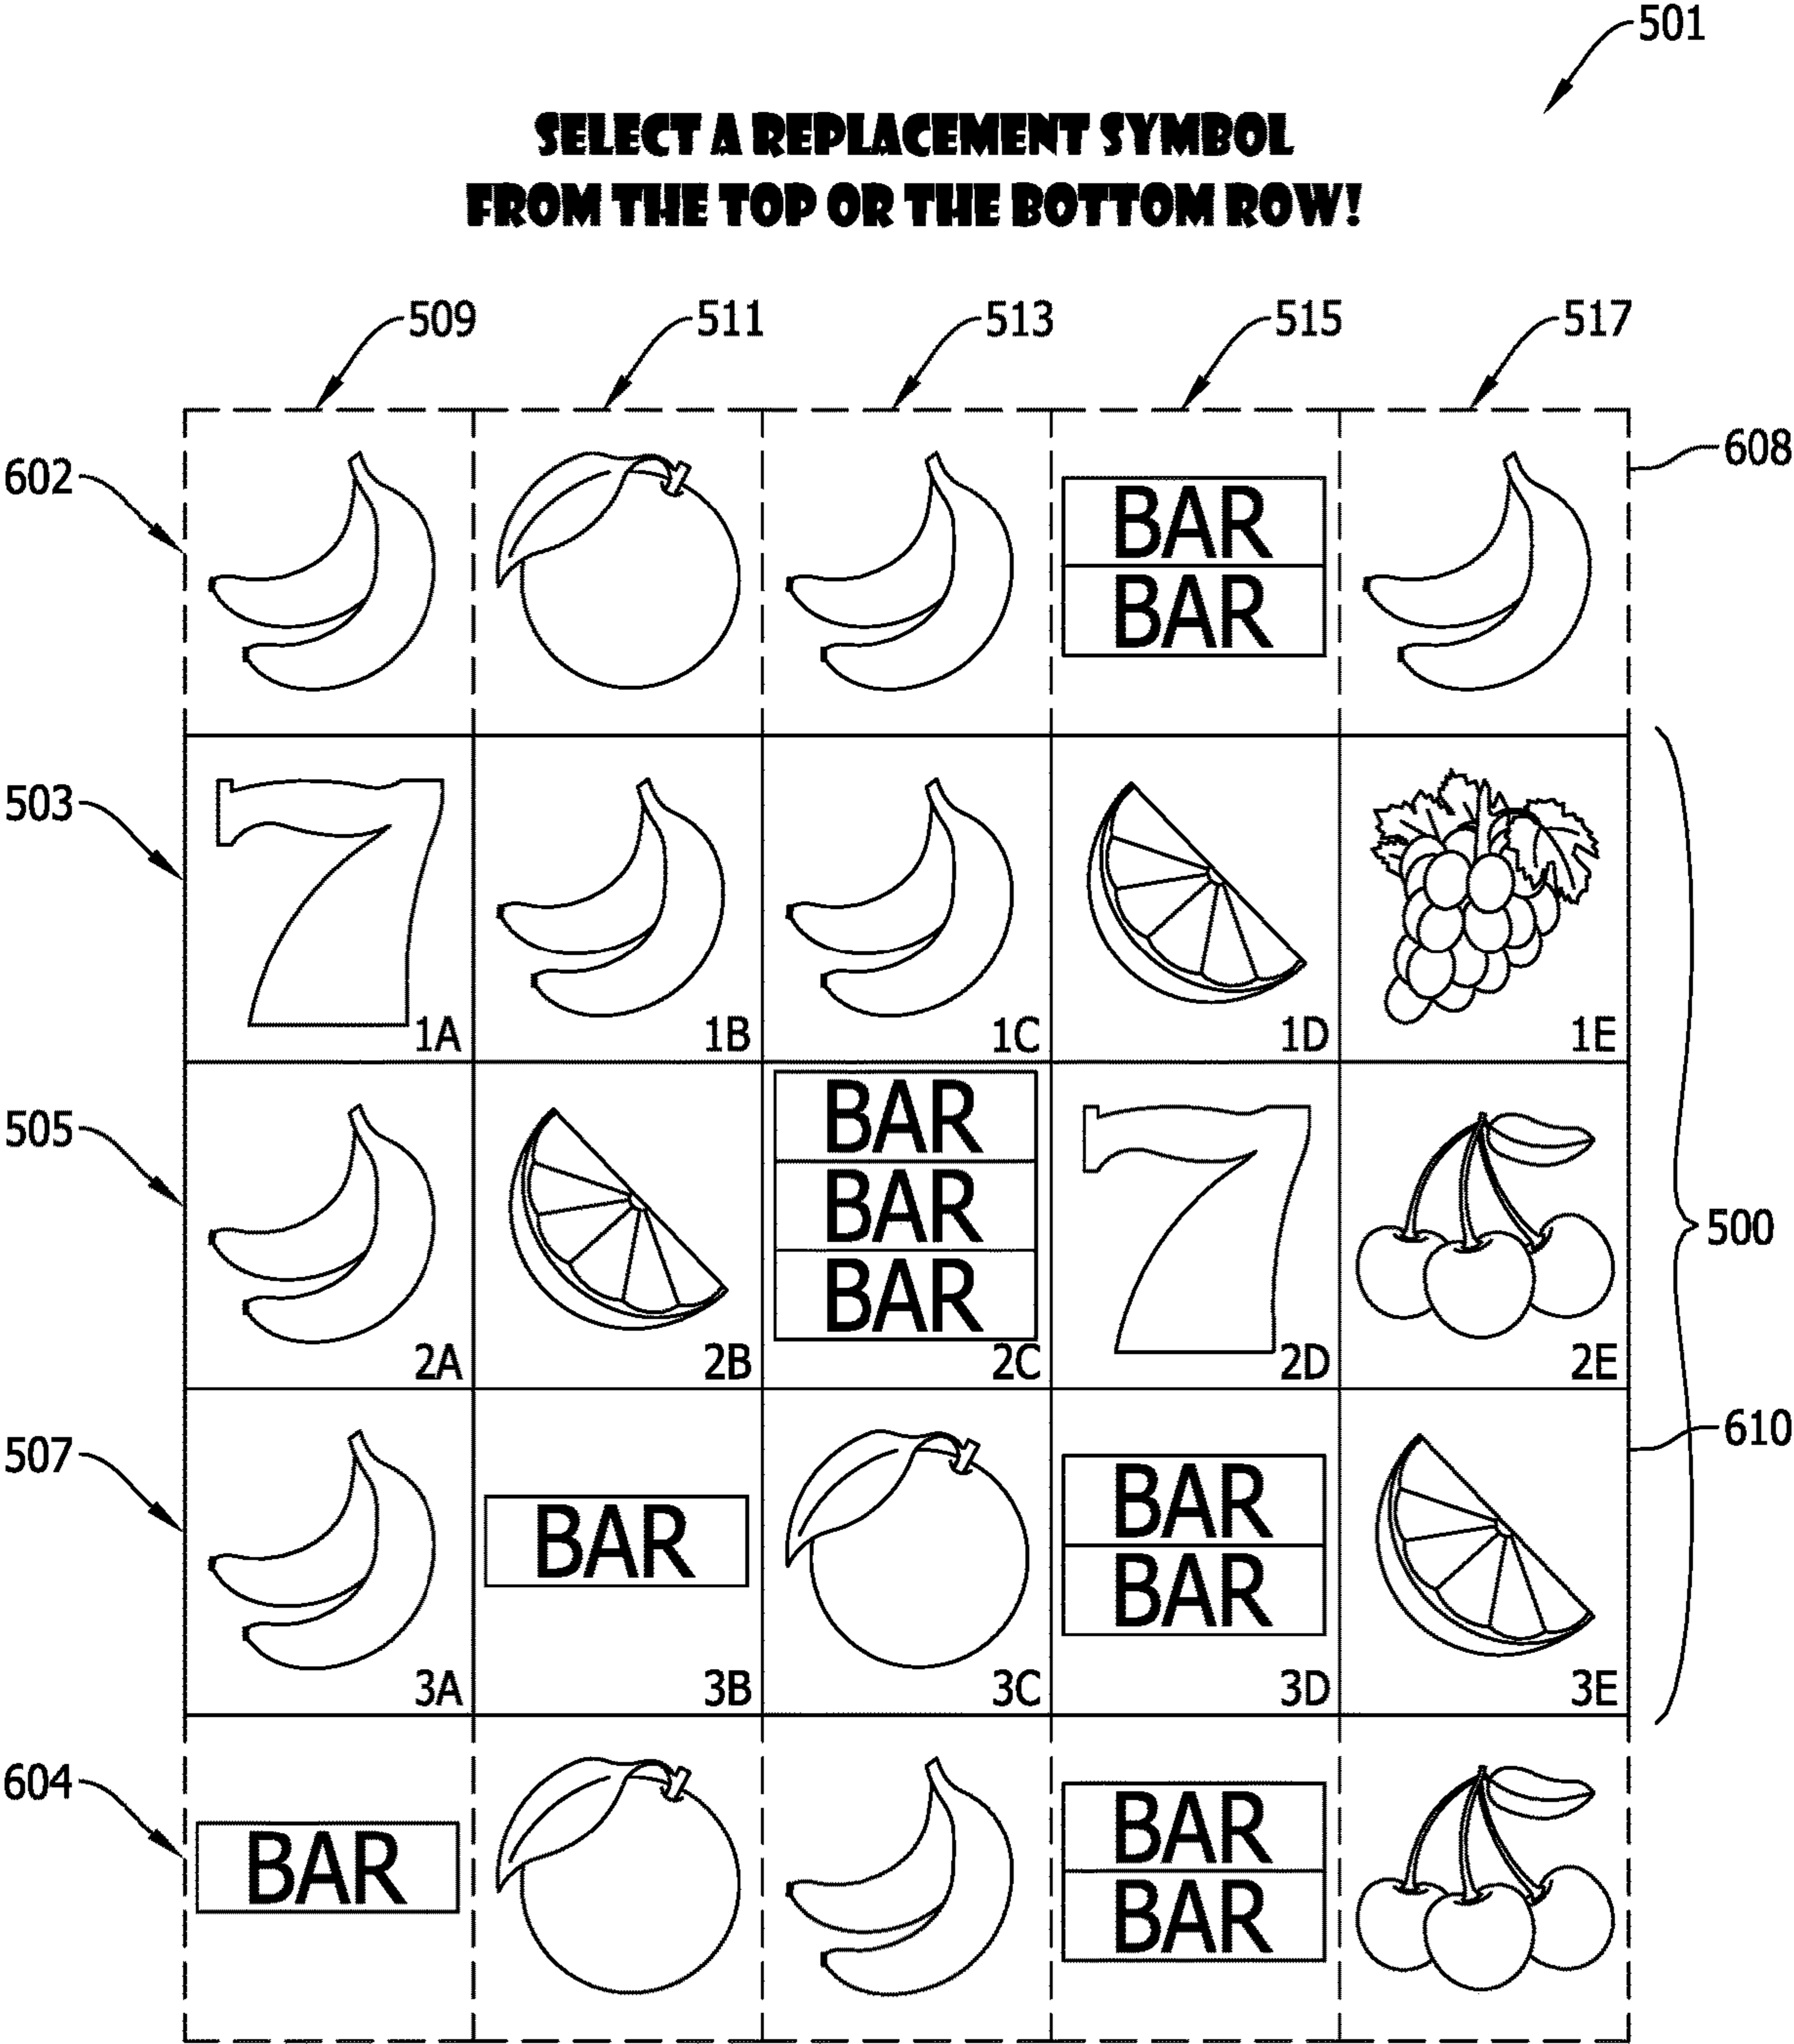 501
SELECT A REPLACEMENT SYMBOL
FROM THE TOP OR THE BOTTOM ROW!
509 511 513 515 517
602 608
BAR
BAR
503
7
1A 1B 1C 1D 1E
505
BAR
BAR
BAR
7
500
2A 2B 2C 2D 2E
507 610
BAR
BAR
BAR
3A 3B 3C 3D 3E
604
BAR
BAR
BAR